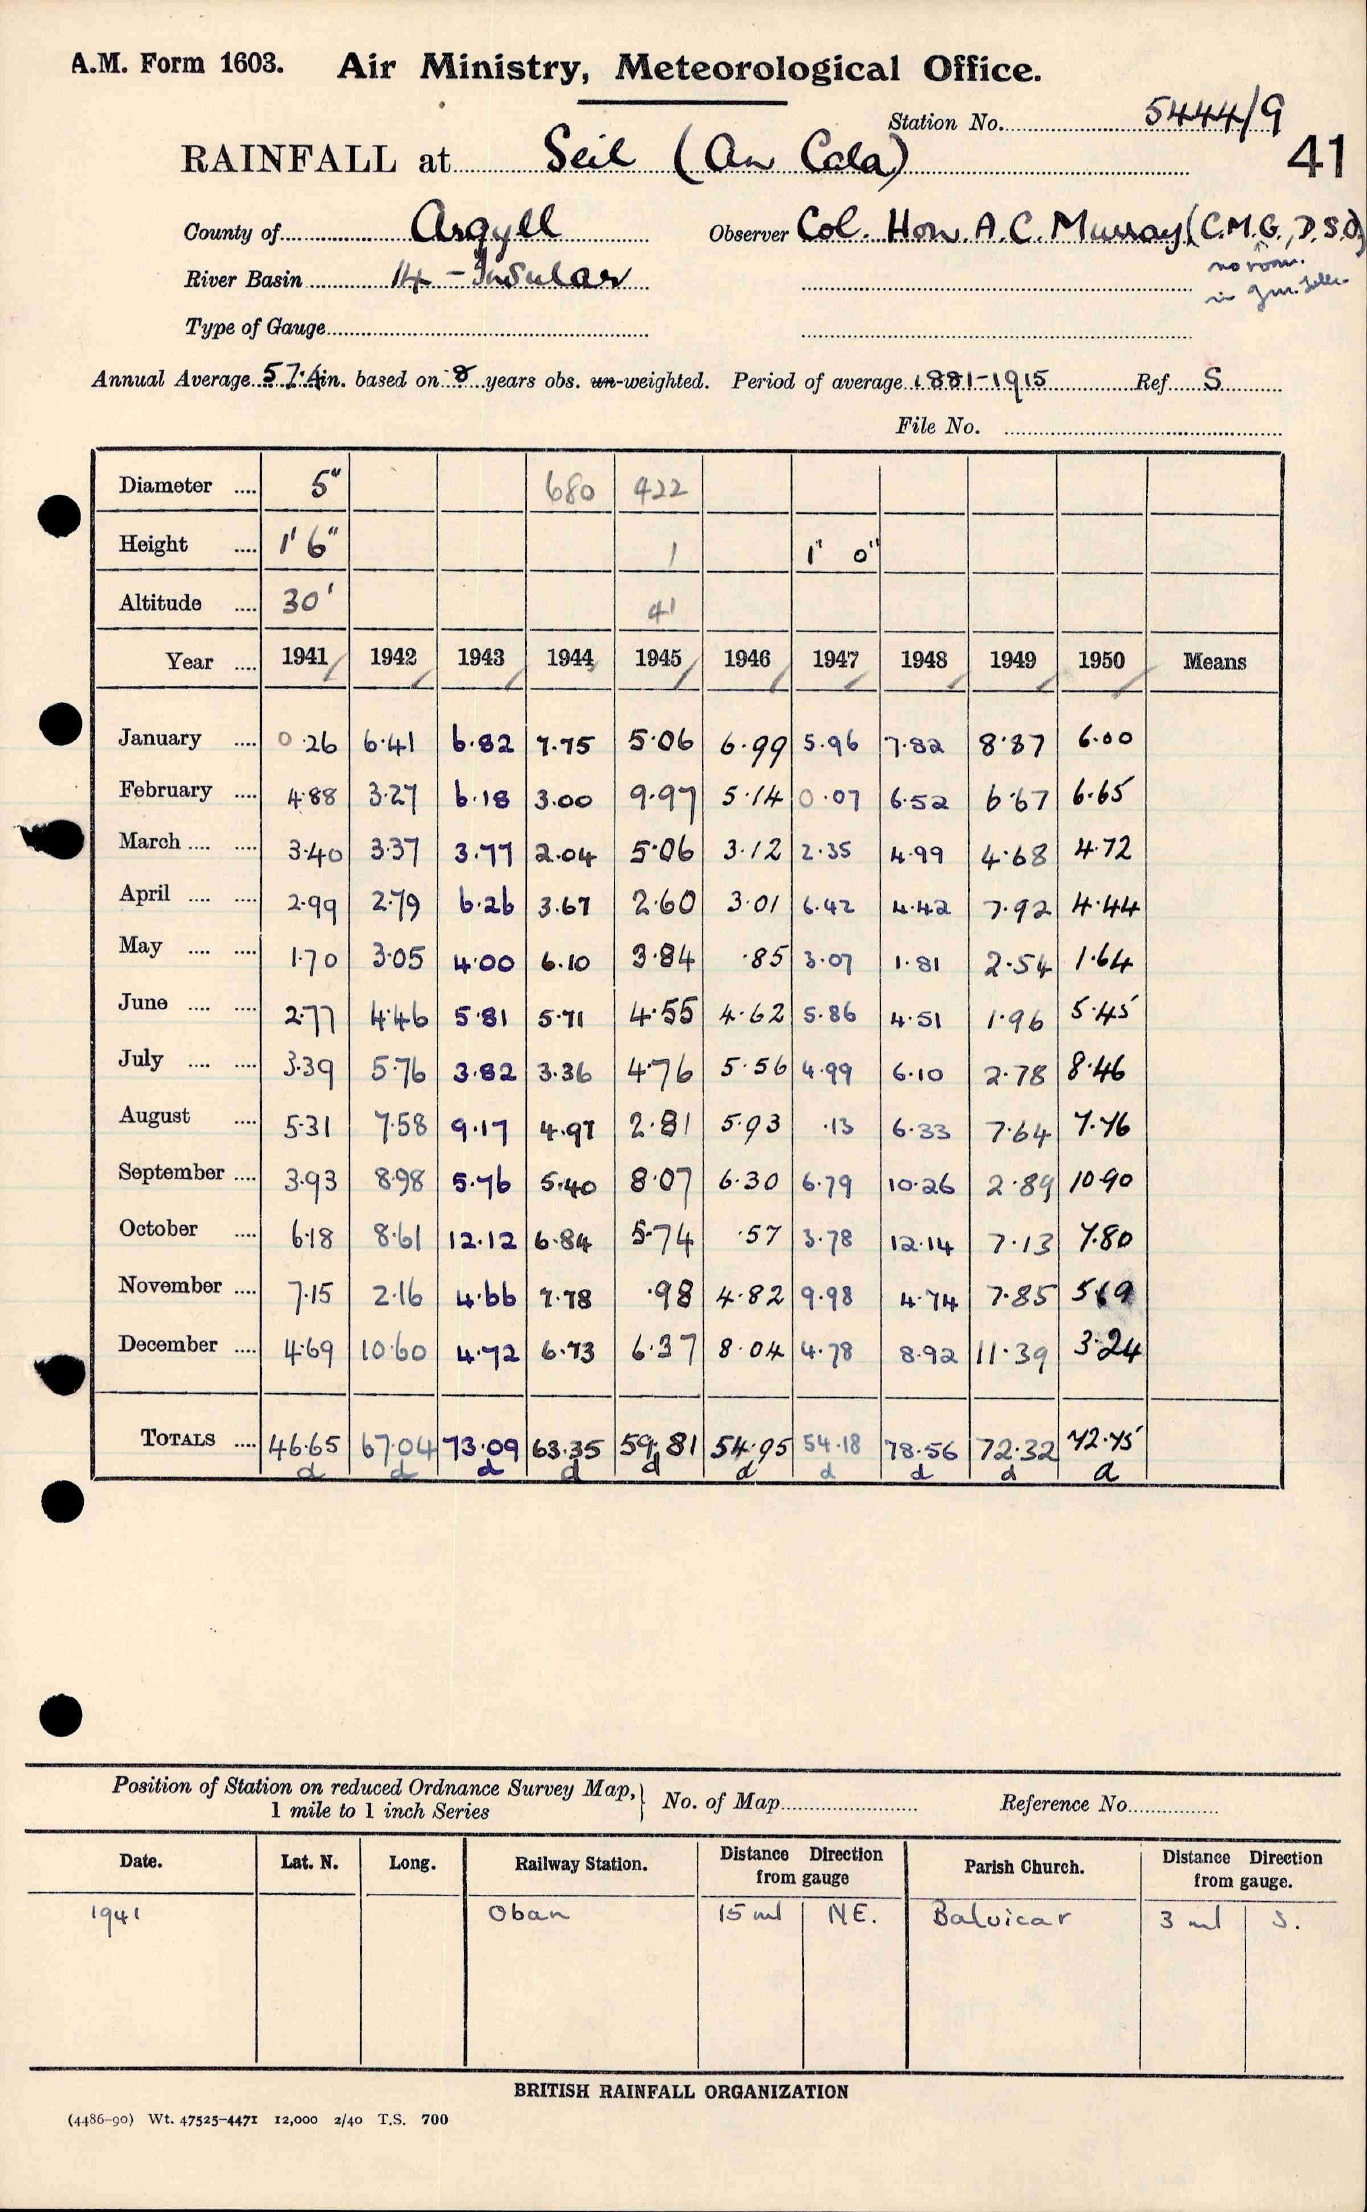 A.M. Form 1603. Air Ministry, Meteorological Office.
Station No. 5444/9
41
RAINFALL at Seil (An Cala)
County of Argyll Observer Col. Hon. A.C. Murray (C.M.G., D.S.O)
River Basin 14 - Insular no room.
Type of Gauge in
Annual Average 57.4 in. based on 8 years obs. un-weighted. Period of average 1881-1915 Ref S
File No.
Diameter .... 5" 680 422
Height .... 1' 6" 1 1' 0"
Altitude .... 30' 41
Year .... 1941 1942 1943 1944 1945 1946 1947 1948 1949 1950 Means
January .... 0.26 6.41 6.82 7.75 5.06 6.99 5.96 7.82 8.87 6.00
February .... 4.88 3.27 6.18 3.00 9.97 5.14 0.07 6.52 6.67 6.65
March .... .... 3.40 3.37 3.77 2.04 5.06 3.12 2.35 4.99 4.68 4.72
April .... .... 2.99 2.79 6.26 3.67 2.60 3.01 6.42 4.42 7.92 4.44
May .... .... 1.70 3.05 4.00 6.10 3.84 .85 3.07 1.81 2.54 1.64
June .... .... 2.77 4.46 5.81 5.71 4.55 4.62 5.86 4.51 1.96 5.45
July .... .... 3.39 5.76 3.82 3.36 4.76 5.56 4.99 6.10 2.78 8.46
August .... 5.31 7.58 9.17 4.97 2.81 5.93 .13 6.33 7.64 7.76
September .... 3.93 8.98 5.76 5.40 8.07 6.30 6.79 10.26 2.89 10.90
October .... 6.18 8.61 12.12 6.84 5.74 .57 3.78 12.14 7.13 7.80
November .... 7.15 2.16 4.66 7.78 .98 4.82 9.98 4.74 7.85 5.69
December .... 4.69 10.60 4.72 6.73 6.37 8.04 4.78 8.92 11.39 3.24
TOTALS .... 46.65 67.04 73.09 63.35 59.81 54.95 54.18 78.56 72.32 72.75
d d d d d d d d d d
Position of Station on reduced Ordnance Survey Map, 1 mile to 1 inch Series } No. of Map Reference No.
Date. Lat. N. Long. Railway Station. Distance Direction from gauge Parish Church. Distance Direction from gauge.
1941 Oban 15 ml NE. Balvicar 3 ml S.
BRITISH RAINFALL ORGANIZATION
(4486-90) Wt. 47525-4471 12,000 2/40 T.S. 700